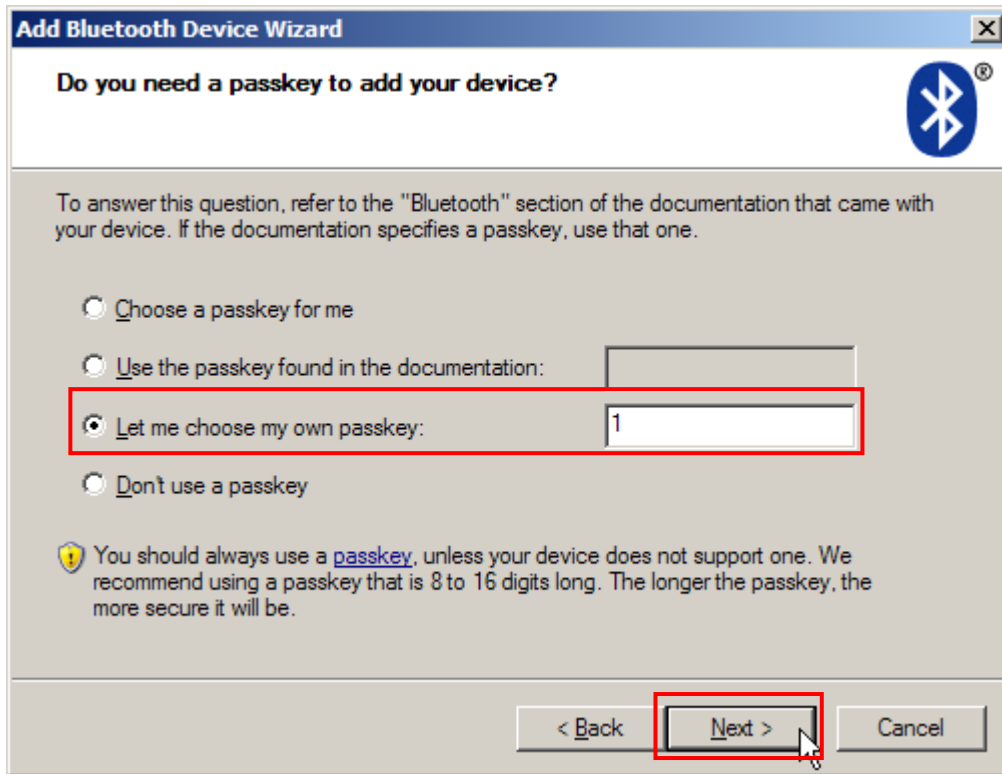 Add Bluetooth Device Wizard
Do you need a passkey to add your device?
®
To answer this question, refer to the "Bluetooth" section of the documentation that came with
your device. If the documentation specifies a passkey, use that one.
Choose a passkey for me
Use the passkey found in the documentation:
Let me choose my own passkey: 1
Don't use a passkey
You should always use a passkey, unless your device does not support one. We
recommend using a passkey that is 8 to 16 digits long. The longer the passkey, the
more secure it will be.
< Back Next > Cancel